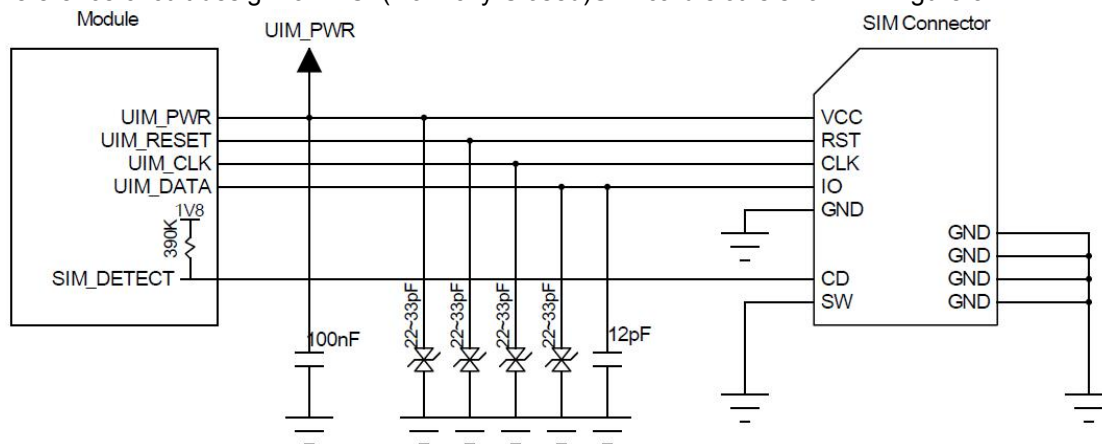 Module
UIM_PWR
SIM Connector
UIM_PWR
UIM_RESET
UIM_CLK
UIM_DATA
1V8
390K
SIM_DETECT
VCC
RST
CLK
IO
GND
GND
GND
GND
GND
CD
SW
100nF
22~33pF
22~33pF
22~33pF
22~33pF
12pF